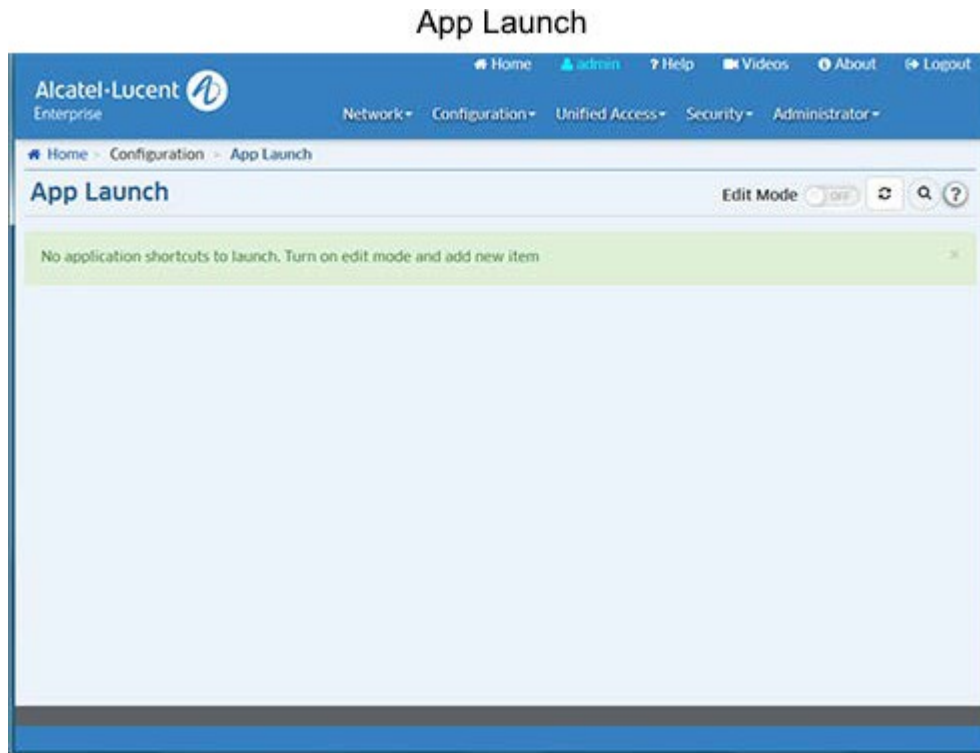 App Launch
Home admin ? Help Videos About Logout
Alcatel·Lucent
Enterprise
Network Configuration Unified Access Security Administrator
Home > Configuration > App Launch
App Launch
Edit Mode OFF ?
No application shortcuts to launch. Turn on edit mode and add new item ×